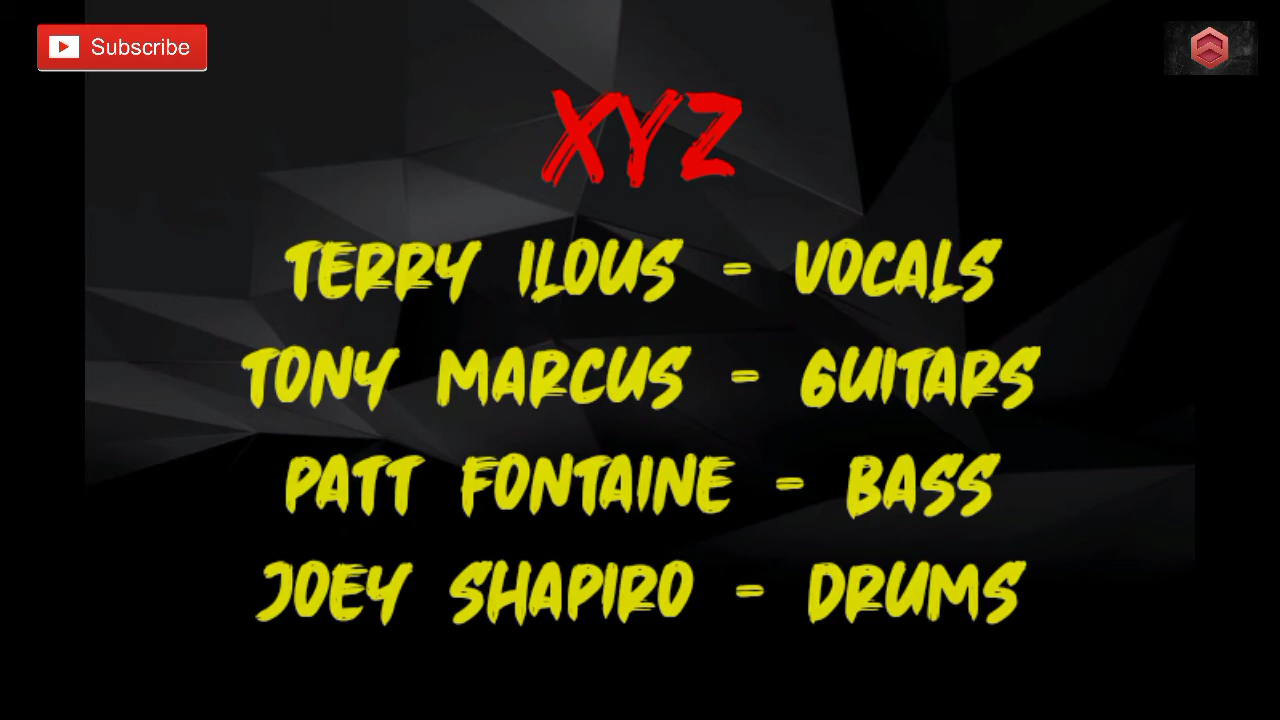 Subscribe
XYZ
TERRY ILOUS - VOCALS
TONY MARCUS - GUITARS
PATT FONTAINE - BASS
JOEY SHAPIRO - DRUMS